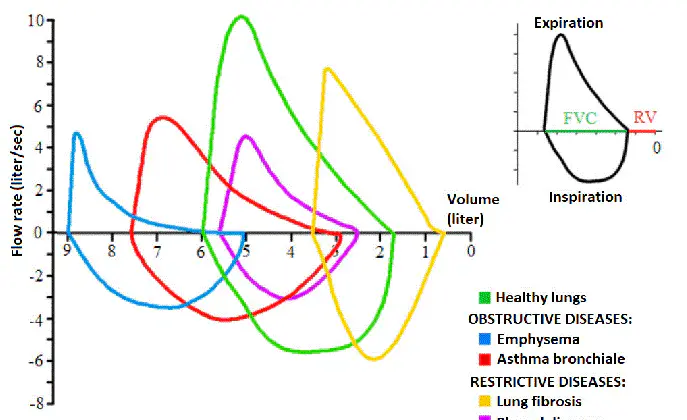 10
8
6
4
2
0
-2
-4
-6
-8
Flow rate (liter/sec)
9 8 7 6 5 4 3 2 1 0
Volume
(liter)
Expiration
FVC RV
0
Inspiration
Healthy lungs
OBSTRUCTIVE DISEASES:
Emphysema
Asthma bronchiale
RESTRICTIVE DISEASES:
Lung fibrosis